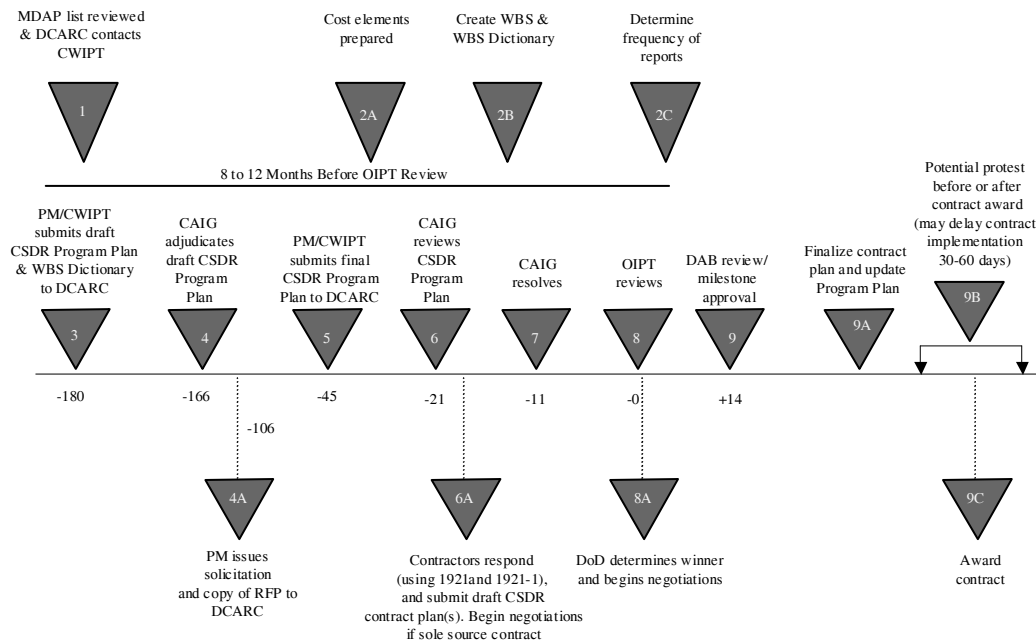 MDAP list reviewed
& DCARC contacts
CWIPT
Cost elements
prepared
Create WBS &
WBS Dictionary
Determine
frequency of
reports
1
2A
2B
2C
8 to 12 Months Before OIPT Review
PM/CWIPT
submits draft
CSDR Program Plan
& WBS Dictionary
to DCARC
CAIG
adjudicates
draft CSDR
Program
Plan
PM/CWIPT
submits final
CSDR Program
Plan to DCARC
CAIG
reviews
CSDR
Program
Plan
CAIG
resolves
OIPT
reviews
DAB review/
milestone
approval
Finalize contract
plan and update
Program Plan
Potential protest
before or after
contract award
(may delay contract
implementation
30-60 days)
3
4
5
6
7
8
9
9A
9B
-180
-166
-106
-45
-21
-11
-0
+14
4A
6A
8A
9C
PM issues
solicitation
and copy of RFP to
DCARC
Contractors respond
(using 1921and 1921-1),
and submit draft CSDR
contract plan(s). Begin negotiations
if sole source contract
DoD determines winner
and begins negotiations
Award
contract